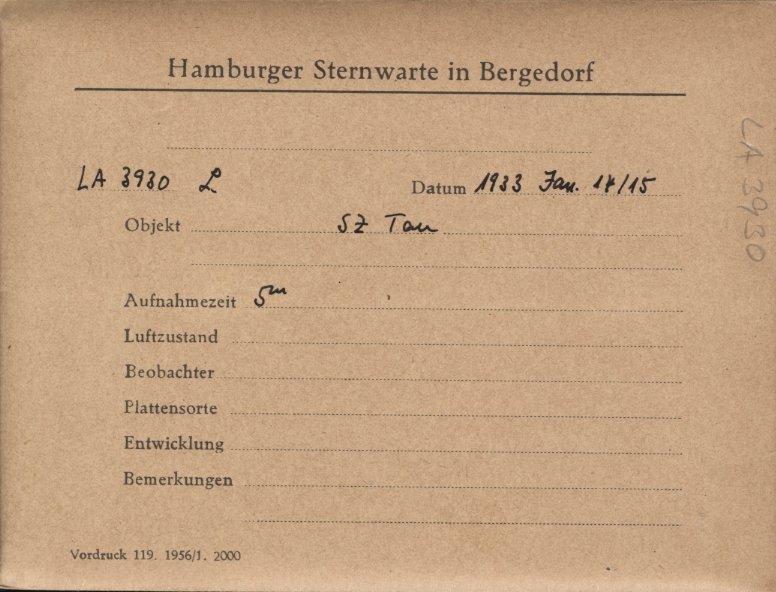 Hamburger Sternwarte in Bergedorf
LA 3930 L
Datum 1933 Jan. 14/15
Objekt SZ Tau
Aufnahmezeit 5m
Luftzustand
Beobachter
Plattensorte
Entwicklung
Bemerkungen
Vordruck 119. 1956/1. 2000
LA 3930